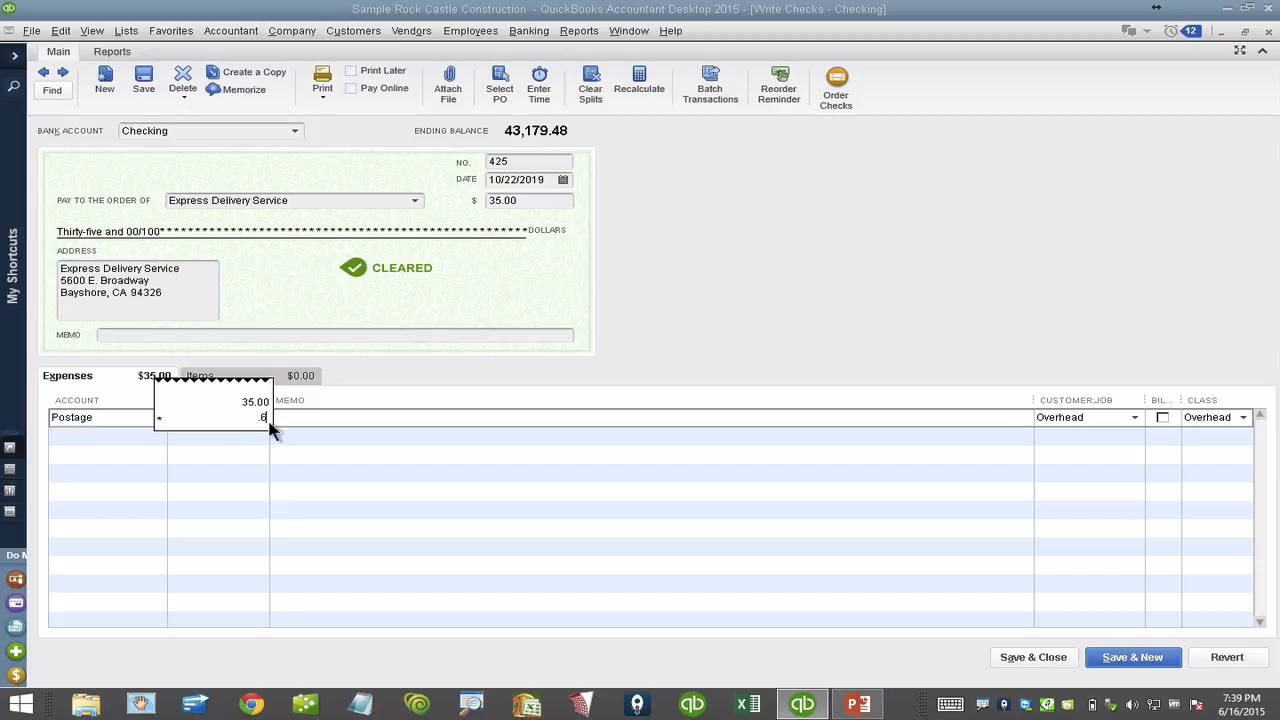 Sample Rock Castle Construction - QuickBooks Accountant Desktop 2015 - [Write Checks - Checking]
File Edit View Lists Favorites Accountant Company Customers Vendors Employees Banking Reports Window Help 12
Main Reports
Find New Save Delete Create a Copy Memorize Print Print Later Pay Online Attach File Select PO Enter Time Clear Splits Recalculate Batch Transactions Reorder Reminder Order Checks
BANK ACCOUNT Checking ENDING BALANCE 43,179.48
NO. 425
DATE 10/22/2019
PAY TO THE ORDER OF Express Delivery Service $ 35.00
Thirty-five and 00/100**************************************************** DOLLARS
ADDRESS
Express Delivery Service
5600 E. Broadway
Bayshore, CA 94326
CLEARED
MEMO
My Shortcuts
Expenses $35.00 Items $0.00
ACCOUNT MEMO CUSTOMER:JOB BIL... CLASS
35.00
Postage * .6 Overhead Overhead
Do M
Save & Close Save & New Revert
7:39 PM
6/16/2015